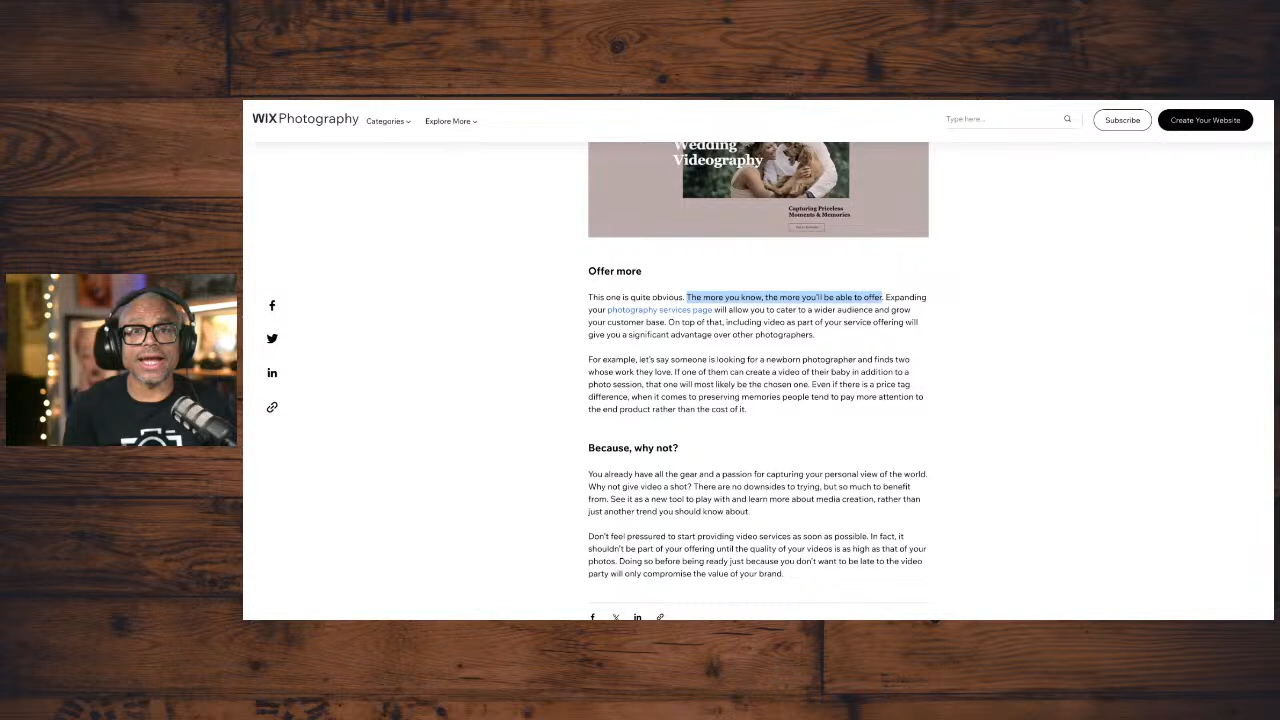 WIX Photography
Categories
Explore More
Type here...
Subscribe
Create Your Website
Wedding
Videography
Capturing Priceless
Moments & Memories
Offer more
This one is quite obvious. The more you know, the more you'll be able to offer. Expanding
your photography services page will allow you to cater to a wider audience and grow
your customer base. On top of that, including video as part of your service offering will
give you a significant advantage over other photographers.
For example, let's say someone is looking for a newborn photographer and finds two
whose work they love. If one of them can create a video of their baby in addition to a
photo session, that one will most likely be the chosen one. Even if there is a price tag
difference, when it comes to preserving memories people tend to pay more attention to
the end product rather than the cost of it.
Because, why not?
You already have all the gear and a passion for capturing your personal view of the world.
Why not give video a shot? There are no downsides to trying, but so much to benefit
from. See it as a new tool to play with and learn more about media creation, rather than
just another trend you should know about.
Don't feel pressured to start providing video services as soon as possible. In fact, it
shouldn't be part of your offering until the quality of your videos is as high as that of your
photos. Doing so before being ready just because you don't want to be late to the video
party will only compromise the value of your brand.